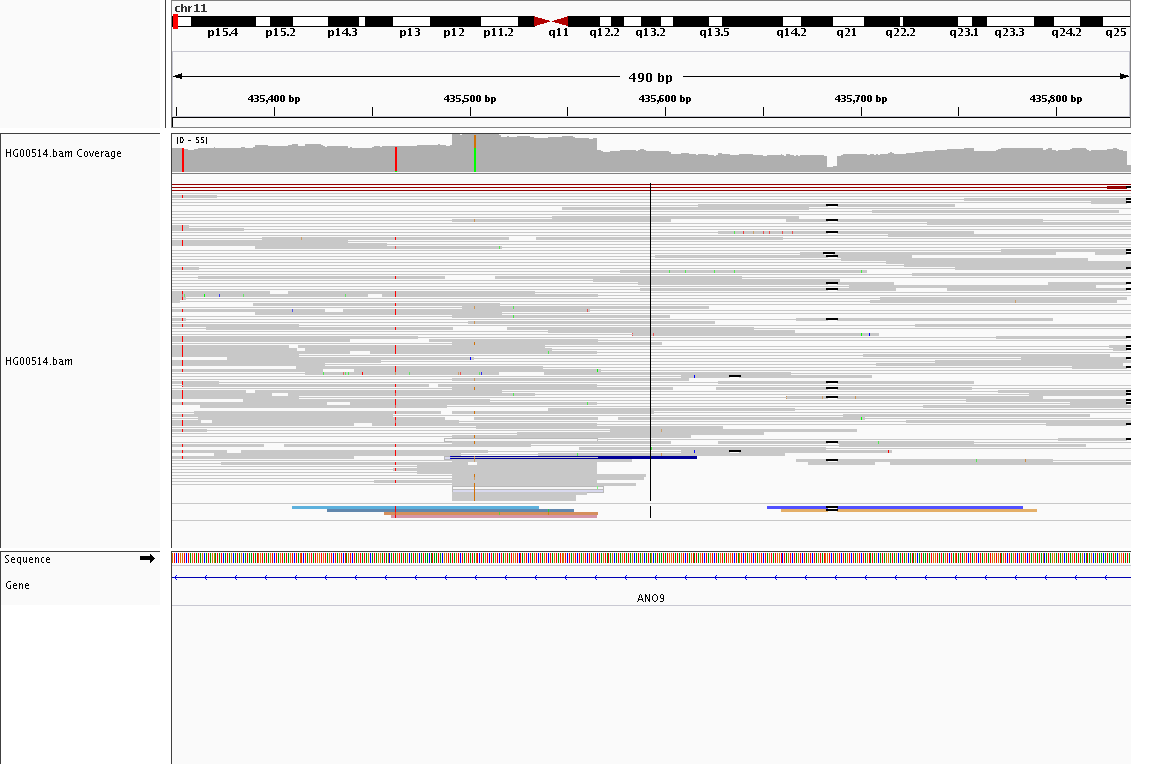 chr11
p15.4 p15.2 p14.3 p13 p12 p11.2 q11 q12.2 q13.2 q13.5 q14.2 q21 q22.2 q23.1 q23.3 q24.2 q25
490 bp
435,400 bp 435,500 bp 435,600 bp 435,700 bp 435,800 bp
[0 - 55]
HG00514.bam Coverage
HG00514.bam
Sequence
Gene
ANO9